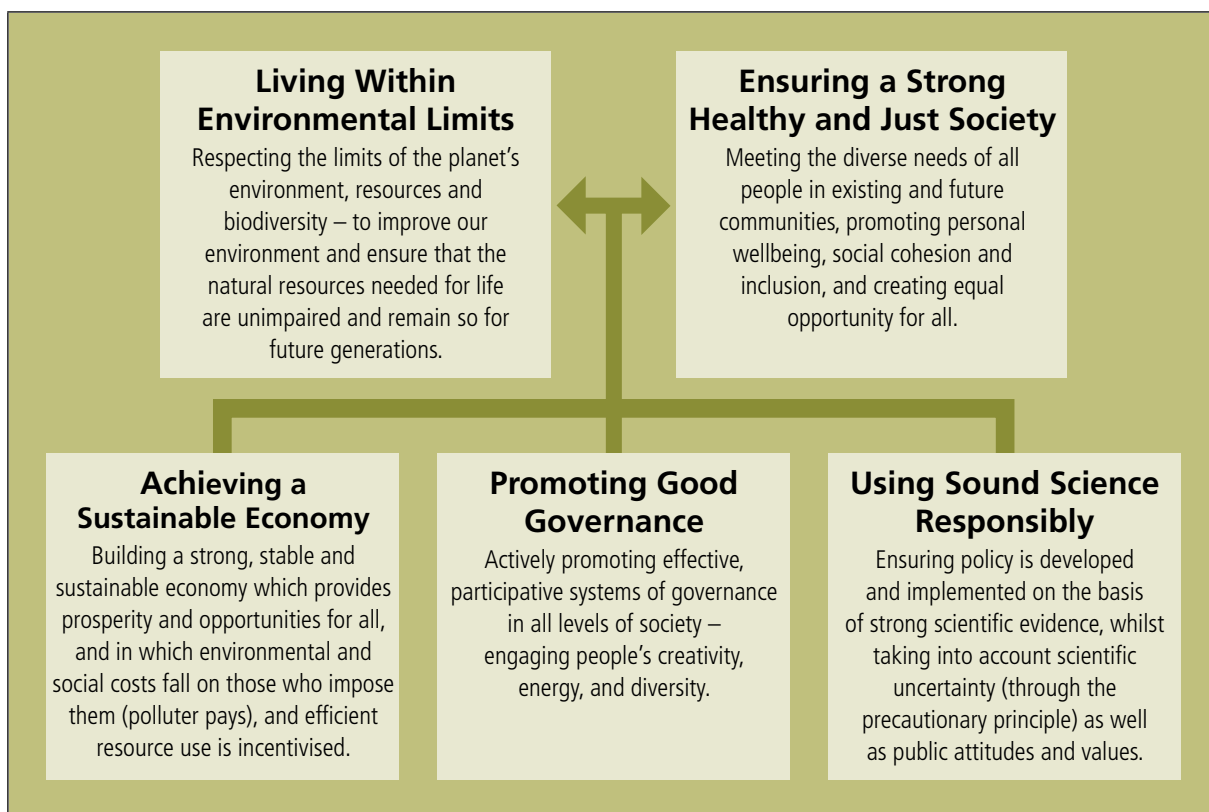 Living Within
Environmental Limits
Respecting the limits of the planet's
environment, resources and
biodiversity – to improve our
environment and ensure that the
natural resources needed for life
are unimpaired and remain so for
future generations.
Ensuring a Strong
Healthy and Just Society
Meeting the diverse needs of all
people in existing and future
communities, promoting personal
wellbeing, social cohesion and
inclusion, and creating equal
opportunity for all.
Achieving a
Sustainable Economy
Building a strong, stable and
sustainable economy which provides
prosperity and opportunities for all,
and in which environmental and
social costs fall on those who impose
them (polluter pays), and efficient
resource use is incentivised.
Promoting Good
Governance
Actively promoting effective,
participative systems of governance
in all levels of society –
engaging people's creativity,
energy, and diversity.
Using Sound Science
Responsibly
Ensuring policy is developed
and implemented on the basis
of strong scientific evidence, whilst
taking into account scientific
uncertainty (through the
precautionary principle) as well
as public attitudes and values.